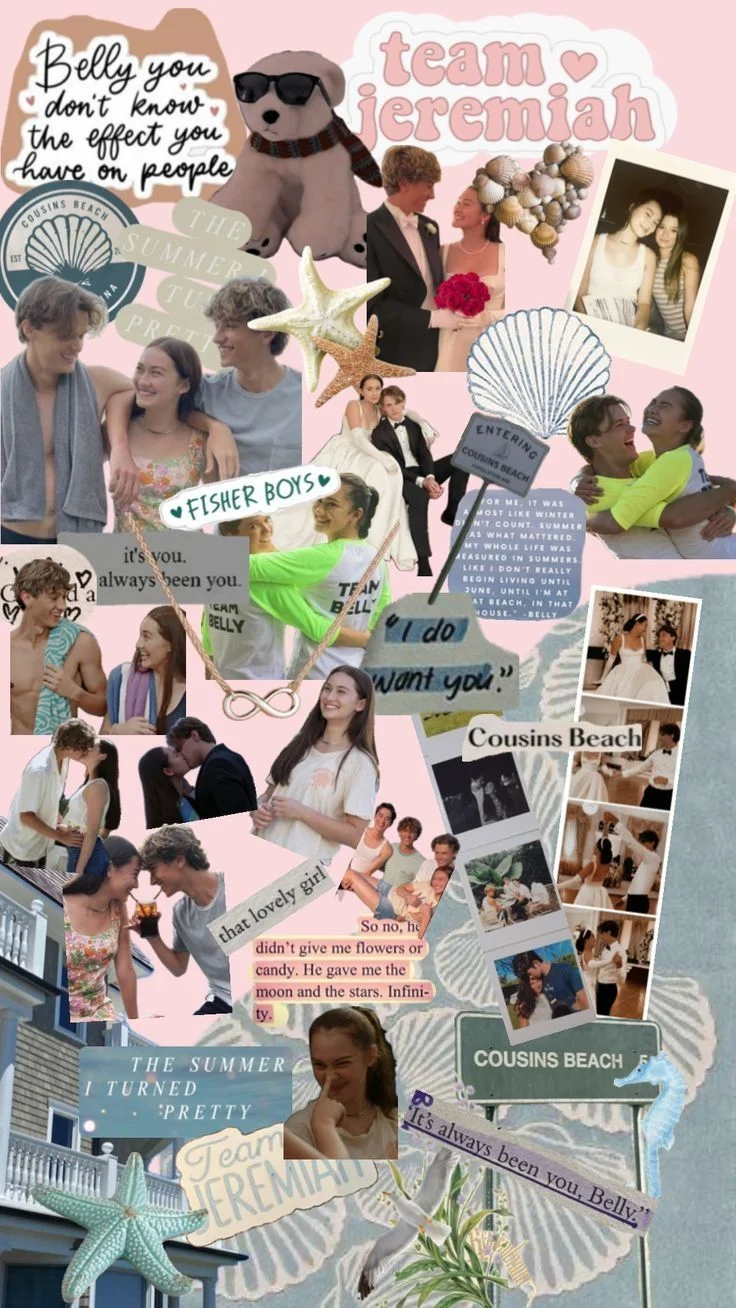 Belly you
don't know
the effect you
have on people
team
jeremiah
COUSINS BEACH
EST
THE
SUMMER I
TU
PRETT
ENTERING
COUSINS BEACH
FISHER BOYS
it's you.
always been you.
FOR ME, IT WAS
ALMOST LIKE WINTER
DIDN'T COUNT. SUMMER
WAS WHAT MATTERED.
MY WHOLE LIFE WAS
MEASURED IN SUMMERS.
LIKE I DON'T REALLY
BEGIN LIVING UNTIL
JUNE, UNTIL I'M AT
THAT BEACH, IN THAT
HOUSE." -BELLY
TEAM
BELLY
TEAM
BELLY
"I do
want you."
Cousins Beach
that lovely girl
So no, he
didn't give me flowers or
candy. He gave me the
moon and the stars. Infini-
ty.
COUSINS BEACH 5
THE SUMMER
I TURNED
PRETTY
Team
JEREMIAH
"It's always been you, Belly."